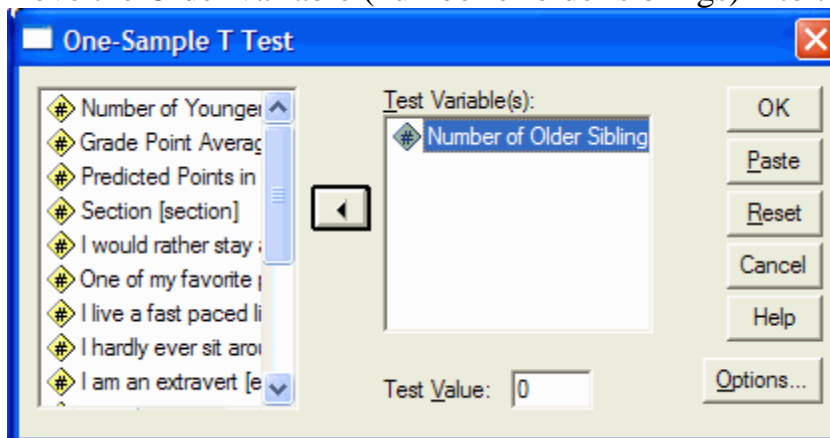 One-Sample T Test
Number of Younger
Grade Point Averag
Predicted Points in
Section [section]
I would rather stay
One of my favorite
I live a fast paced li
I hardly ever sit arou
I am an extravert [e
Test Variable(s):
Number of Older Sibling
Test Value: 0
OK
Paste
Reset
Cancel
Help
Options...